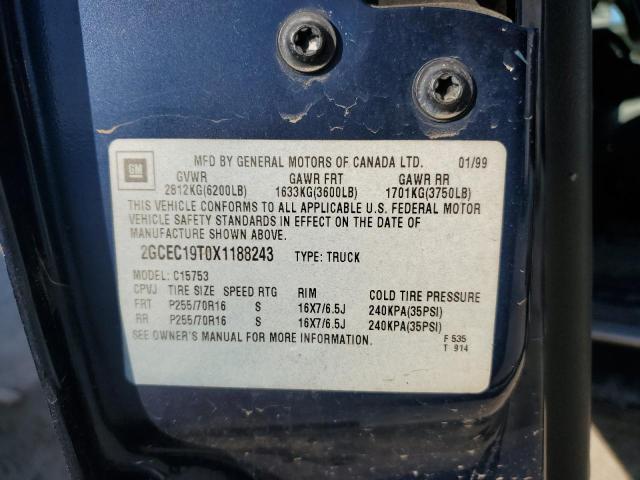 GM
MFD BY GENERAL MOTORS OF CANADA LTD. 01/99
GVWR GAWR FRT GAWR RR
2812KG(6200LB) 1633KG(3600LB) 1701KG(3750LB)
THIS VEHICLE CONFORMS TO ALL APPLICABLE U.S. FEDERAL MOTOR
VEHICLE SAFETY STANDARDS IN EFFECT ON THE DATE OF
MANUFACTURE SHOWN ABOVE.
2GCEC19T0X1188243 TYPE: TRUCK
MODEL: C15753
CPVJ TIRE SIZE SPEED RTG RIM COLD TIRE PRESSURE
FRT P255/70R16 S 16X7/6.5J 240KPA(35PSI)
RR P255/70R16 S 16X7/6.5J 240KPA(35PSI)
SEE OWNER'S MANUAL FOR MORE INFORMATION. F 535
T 914